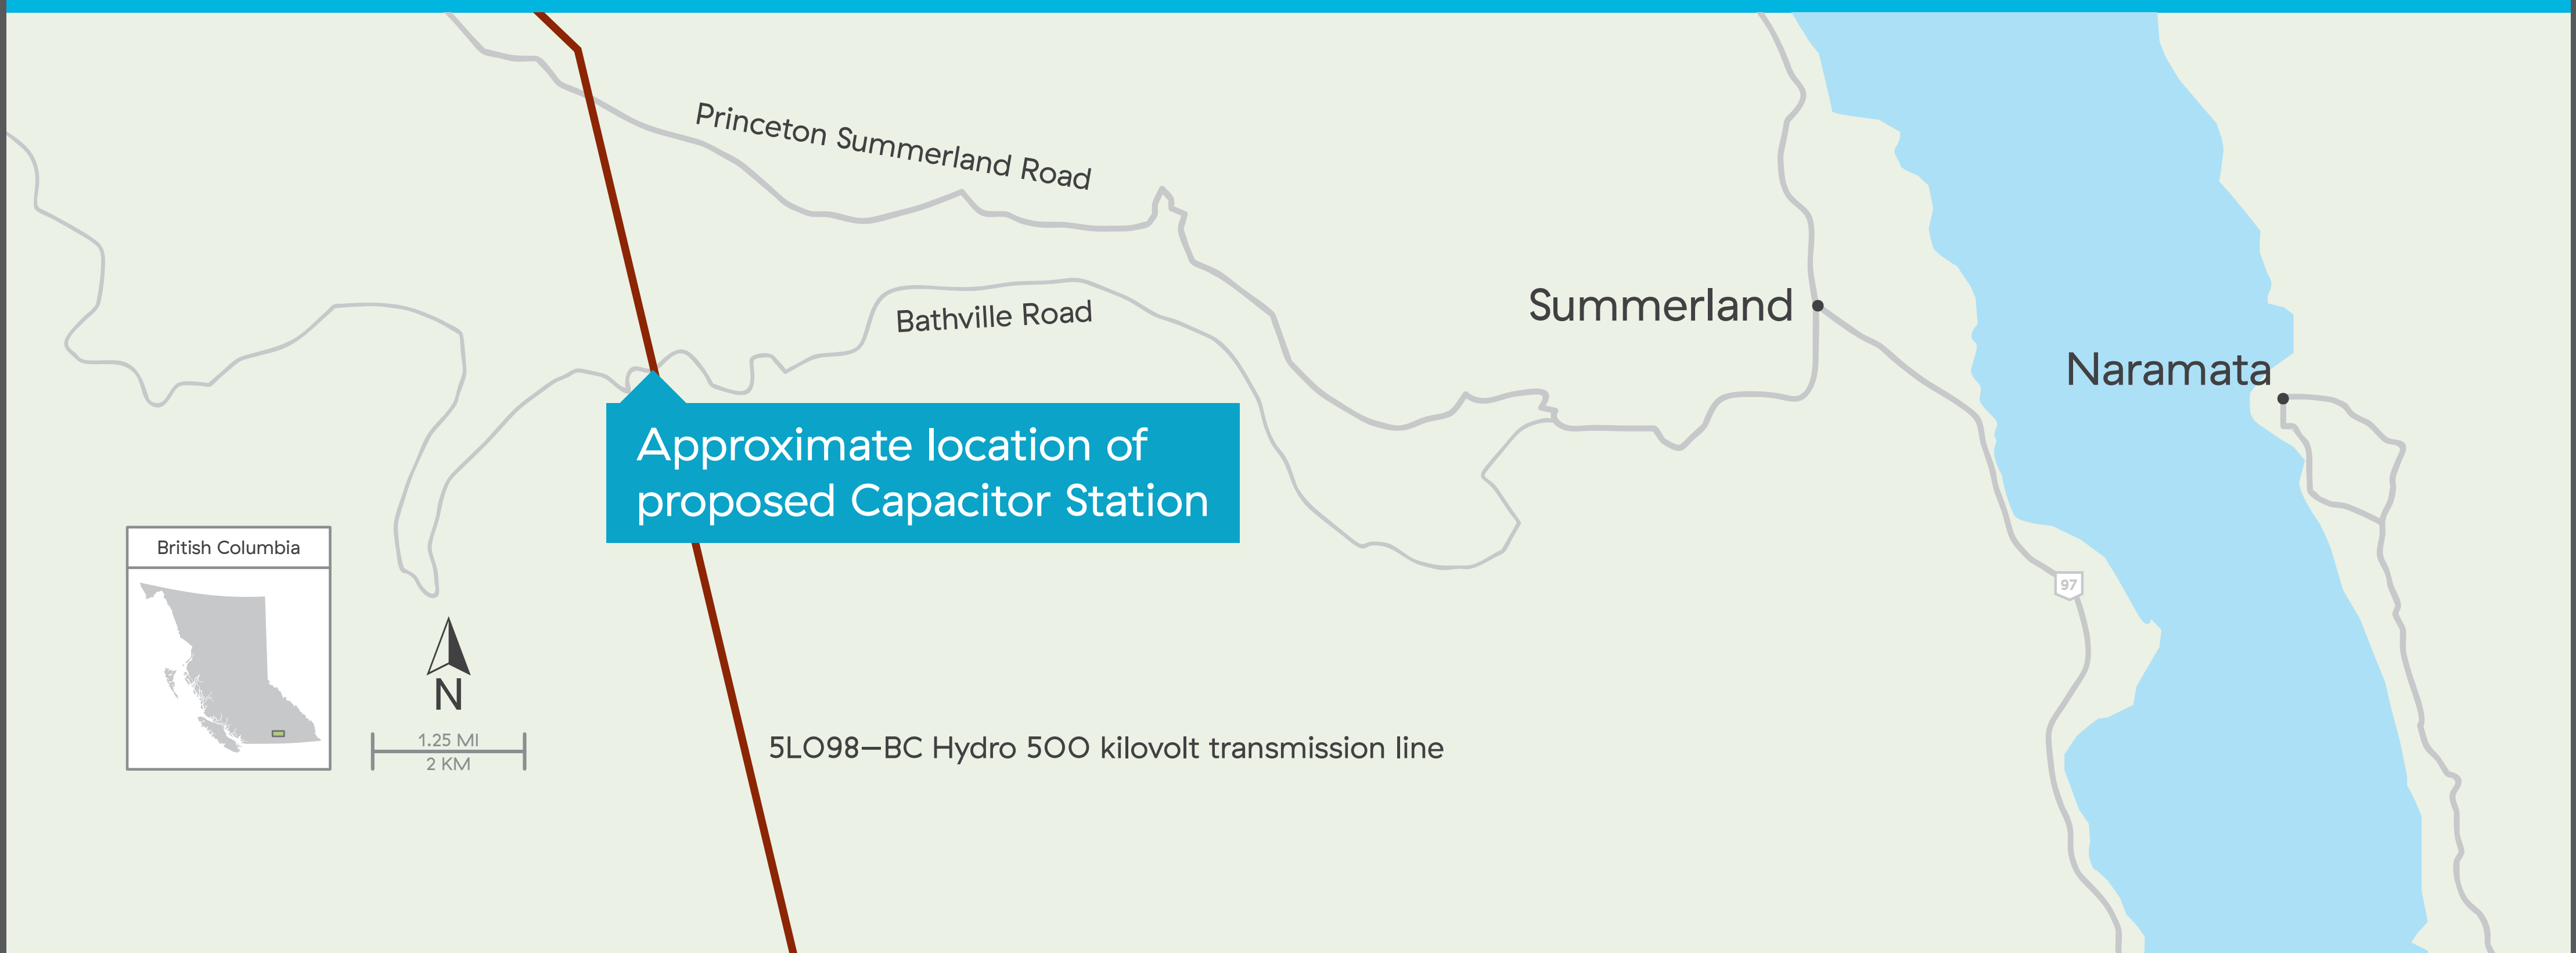 Princeton Summerland Road
Bathville Road
Summerland
Naramata
Approximate location of
proposed Capacitor Station
British Columbia
97
N
1.25 MI
2 KM
5L098–BC Hydro 500 kilovolt transmission line